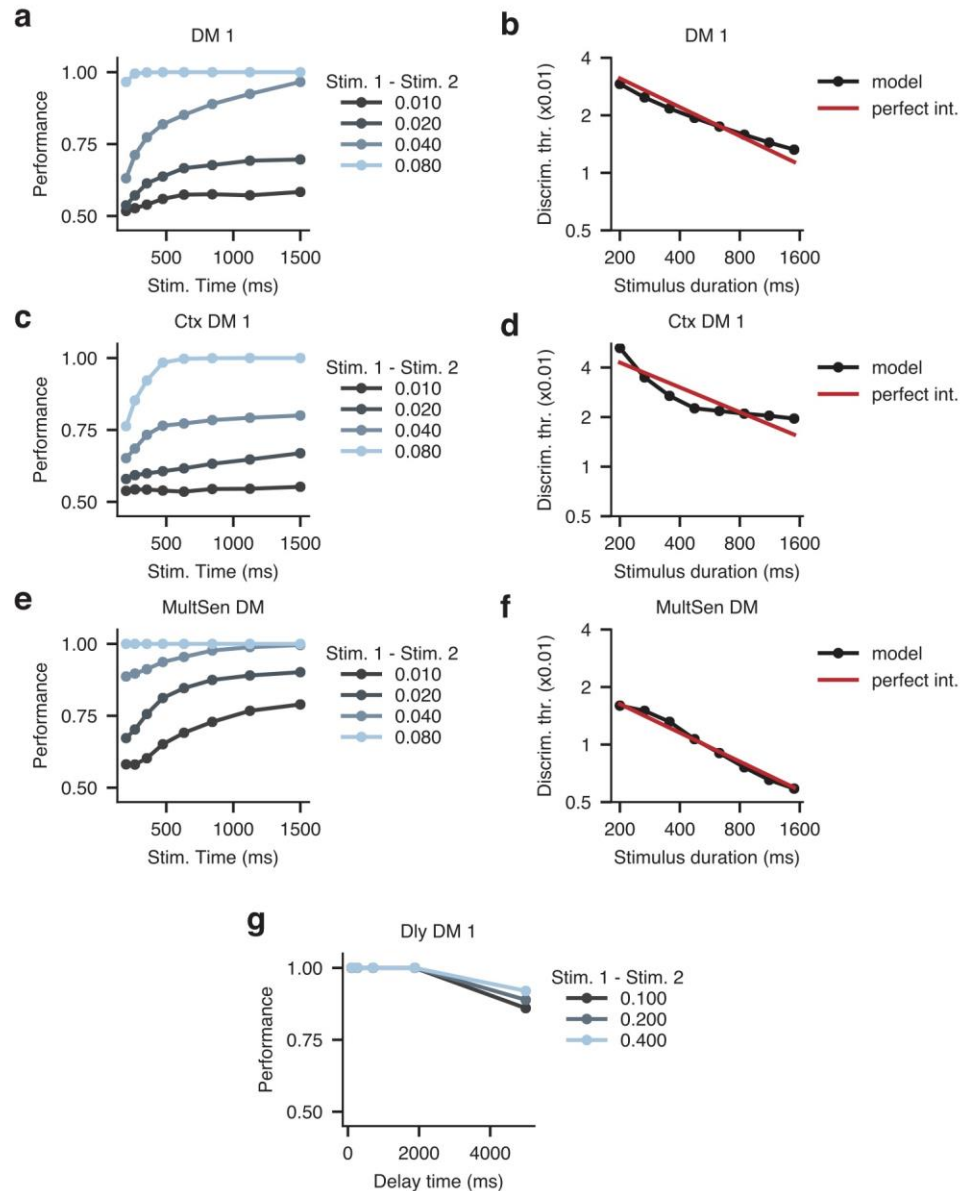 a
DM 1
1.00
0.75
0.50
Performance
500 1000 1500
Stim. Time (ms)
Stim. 1 - Stim. 2
0.010
0.020
0.040
0.080
b
DM 1
4
2
1
0.5
Discrim. thr. (x0.01)
200 400 800 1600
Stimulus duration (ms)
model
perfect int.
c
Ctx DM 1
1.00
0.75
0.50
Performance
500 1000 1500
Stim. Time (ms)
Stim. 1 - Stim. 2
0.010
0.020
0.040
0.080
d
Ctx DM 1
4
2
1
0.5
Discrim. thr. (x0.01)
200 400 800 1600
Stimulus duration (ms)
model
perfect int.
e
MultSen DM
1.00
0.75
0.50
Performance
500 1000 1500
Stim. Time (ms)
Stim. 1 - Stim. 2
0.010
0.020
0.040
0.080
f
MultSen DM
4
2
1
0.5
Discrim. thr. (x0.01)
200 400 800 1600
Stimulus duration (ms)
model
perfect int.
g
Dly DM 1
1.00
0.75
0.50
Performance
0 2000 4000
Delay time (ms)
Stim. 1 - Stim. 2
0.100
0.200
0.400